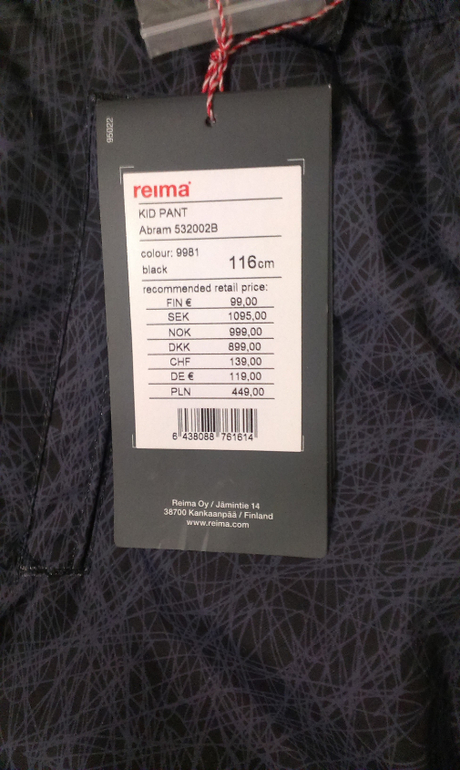 95022
reima
KID PANT
Abram 532002B
colour: 9981
black 116cm
recommended retail price:
FIN € 99,00
SEK 1095,00
NOK 999,00
DKK 899,00
CHF 139,00
DE € 119,00
PLN 449,00
6 438088 761614
Reima Oy / Jämintie 14
38700 Kankaanpää / Finland
www.reima.com